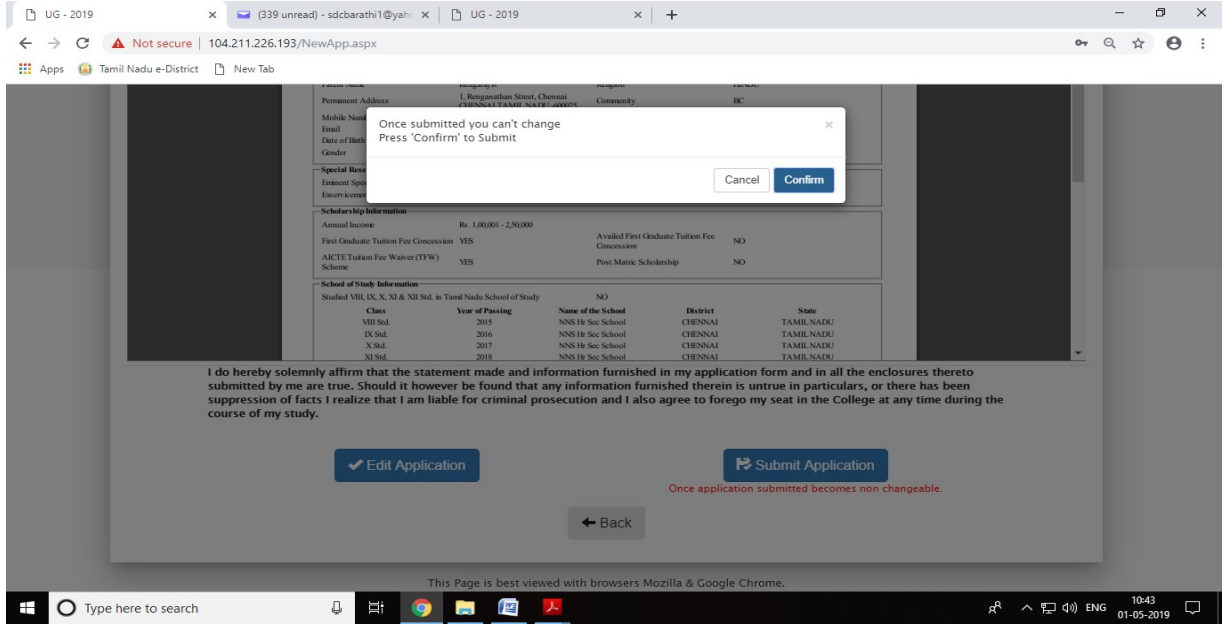 UG - 2019
(339 unread) - sdcbarathi1@yah
UG - 2019
Not secure | 104.211.226.193/NewApp.aspx
Apps Tamil Nadu e-District New Tab
Parent Name Religion HINDU
Permanent Address 1, Renganathan Street, Chennai Community BC
CHENNAI TAMIL NADU -600025
Mobile Num
Once submitted you can't change
Press 'Confirm' to Submit
Cancel Confirm
Email
Date of Birth
Gender
Special Rese
Eminent Spo
Exservicemen
Scholarship Information
Annual Income Rs. 1,00,001 - 2,50,000
First Graduate Tuition Fee Concession YES Availed First Graduate Tuition Fee Concession NO
AICTE Tuition Fee Waiver (TFW) Scheme YES Post Matric Scholarship NO
School of Study Information
Studied VIII, IX, X, XI & XII Std. in Tamil Nadu School of Study NO
Class Year of Passing Name of the School District State
VIII Std. 2015 NNS Hr Sec School CHENNAI TAMIL NADU
IX Std. 2016 NNS Hr Sec School CHENNAI TAMIL NADU
X Std. 2017 NNS Hr Sec School CHENNAI TAMIL NADU
XI Std. 2018 NNS Hr Sec School CHENNAI TAMIL NADU
I do hereby solemnly affirm that the statement made and information furnished in my application form and in all the enclosures thereto
submitted by me are true. Should it however be found that any information furnished therein is untrue in particulars, or there has been
suppression of facts I realize that I am liable for criminal prosecution and I also agree to forego my seat in the College at any time during the
course of my study.
Edit Application
Submit Application
Once application submitted becomes non changeable.
Back
This Page is best viewed with browsers Mozilla & Google Chrome.
Type here to search
ENG
10:43
01-05-2019